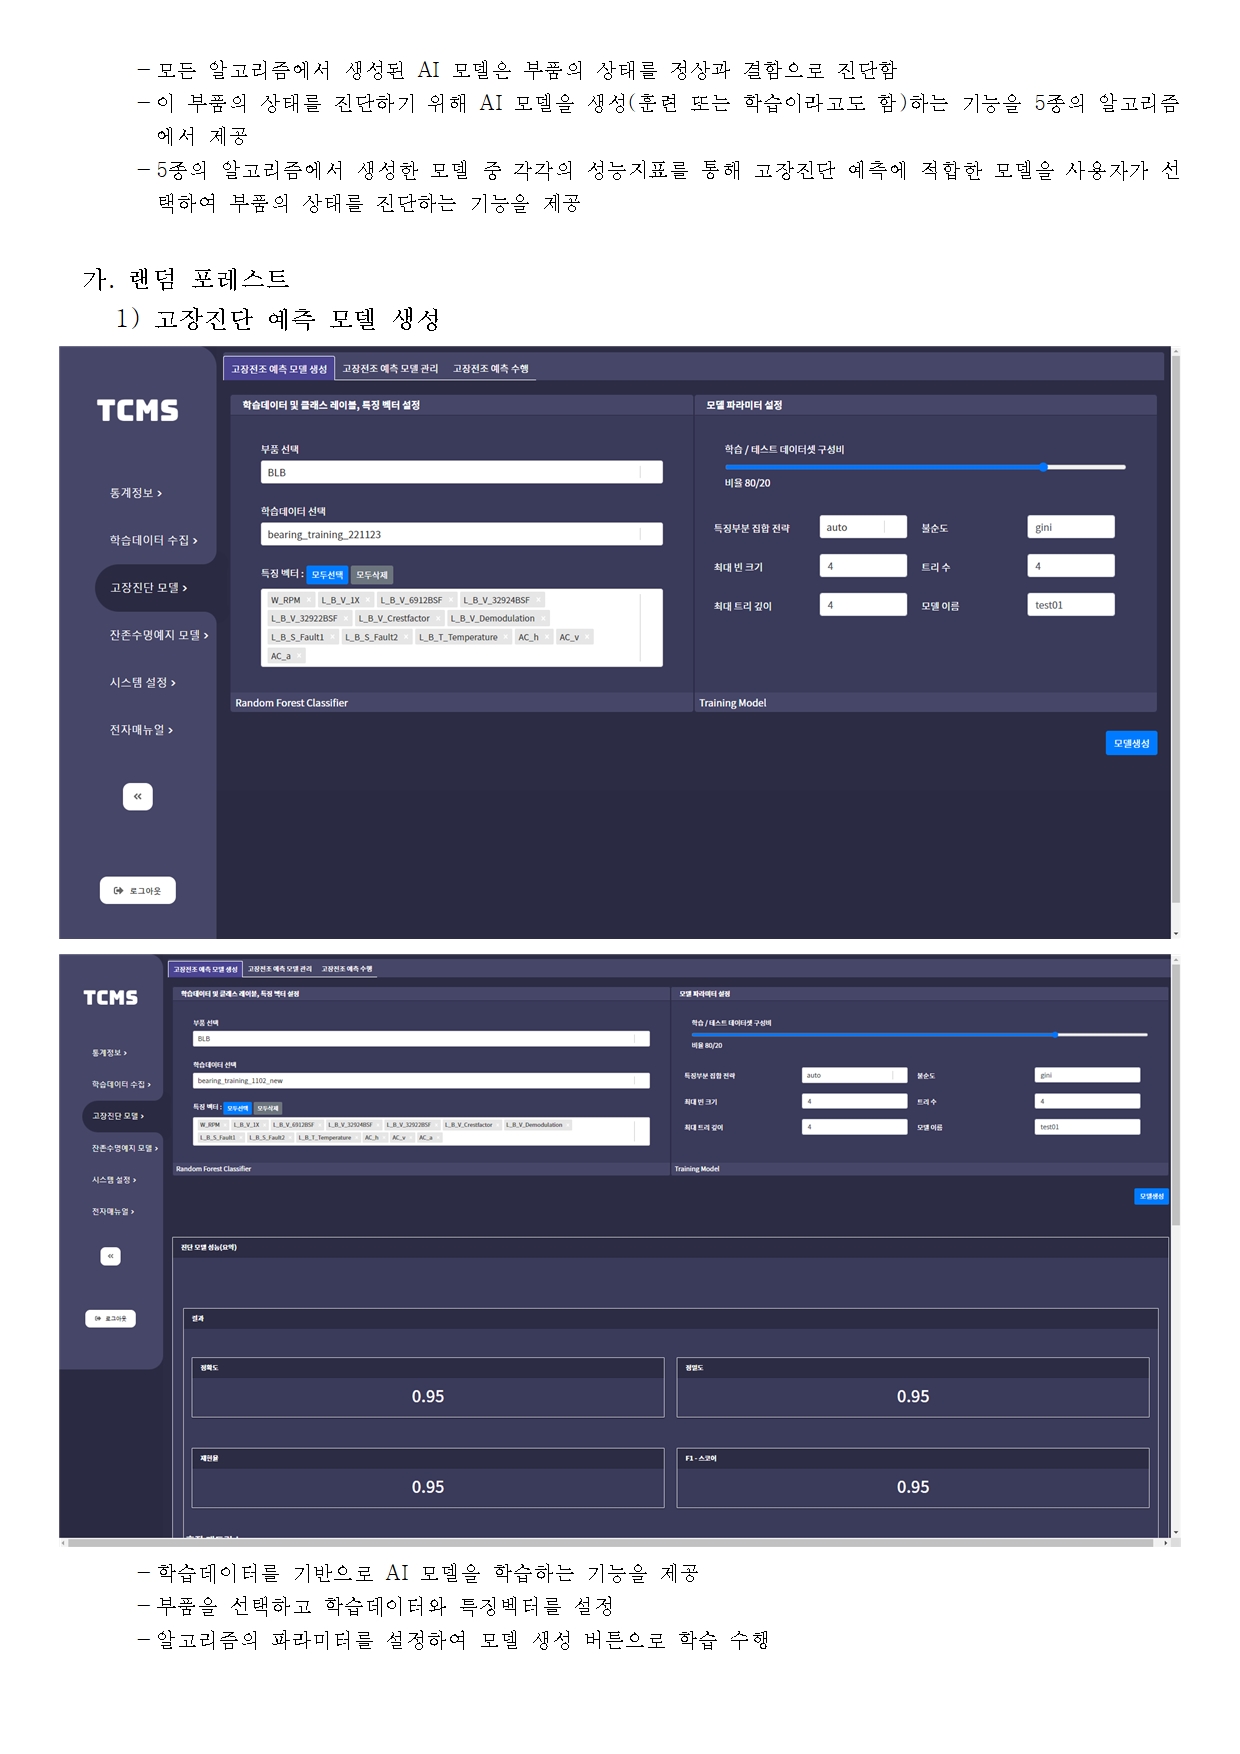 – 모든 알고리즘에서 생성된 AI 모델은 부품의 상태를 정상과 결함으로 진단함
– 이 부품의 상태를 진단하기 위해 AI 모델을 생성(훈련 또는 학습이라고도 함)하는 기능을 5종의 알고리즘
에서 제공
– 5종의 알고리즘에서 생성한 모델 중 각각의 성능지표를 통해 고장진단 예측에 적합한 모델을 사용자가 선
택하여 부품의 상태를 진단하는 기능을 제공
가. 랜덤 포레스트
1) 고장진단 예측 모델 생성
TCMS
통계정보 >
학습데이터 수집 >
고장진단 모델 >
잔존수명예지 모델 >
시스템 설정 >
전자매뉴얼 >
«
로그아웃
고장전조 예측 모델 생성 고장전조 예측 모델 관리 고장전조 예측 수행
학습데이터 및 클래스 레이블, 특징 벡터 설정
부품 선택
BLB
학습데이터 선택
bearing_training_221123
특징 벡터 : 모두선택 모두삭제
W_RPM × L_B_V_1X × L_B_V_6912BSF × L_B_V_32924BSF ×
L_B_V_32922BSF × L_B_V_Crestfactor × L_B_V_Demodulation ×
L_B_S_Fault1 × L_B_S_Fault2 × L_B_T_Temperature × AC_h × AC_v ×
AC_a ×
Random Forest Classifier
모델 파라미터 설정
학습 / 테스트 데이터셋 구성비
비율 80/20
특징부분 집합 전략 auto 불순도 gini
최대 빈 크기 4 트리 수 4
최대 트리 깊이 4 모델 이름 test01
Training Model
모델생성
TCMS
통계정보 >
학습데이터 수집 >
고장진단 모델 >
잔존수명예지 모델 >
시스템 설정 >
전자매뉴얼 >
«
로그아웃
고장전조 예측 모델 생성 고장전조 예측 모델 관리 고장전조 예측 수행
학습데이터 및 클래스 레이블, 특징 벡터 설정
부품 선택
BLB
학습데이터 선택
bearing_training_1102_new
특징 벡터 : 모두선택 모두삭제
W_RPM × L_B_V_1X × L_B_V_6912BSF × L_B_V_32924BSF × L_B_V_32922BSF × L_B_V_Crestfactor × L_B_V_Demodulation ×
L_B_S_Fault1 × L_B_S_Fault2 × L_B_T_Temperature × AC_h × AC_v × AC_a ×
Random Forest Classifier
모델 파라미터 설정
학습 / 테스트 데이터셋 구성비
비율 80/20
특징부분 집합 전략 auto 불순도 gini
최대 빈 크기 4 트리 수 4
최대 트리 깊이 4 모델 이름 test01
Training Model
모델생성
진단 모델 성능(요약)
결과
정확도 정밀도
0.95 0.95
재현율 F1 - 스코어
0.95 0.95
– 학습데이터를 기반으로 AI 모델을 학습하는 기능을 제공
– 부품을 선택하고 학습데이터와 특징벡터를 설정
– 알고리즘의 파라미터를 설정하여 모델 생성 버튼으로 학습 수행